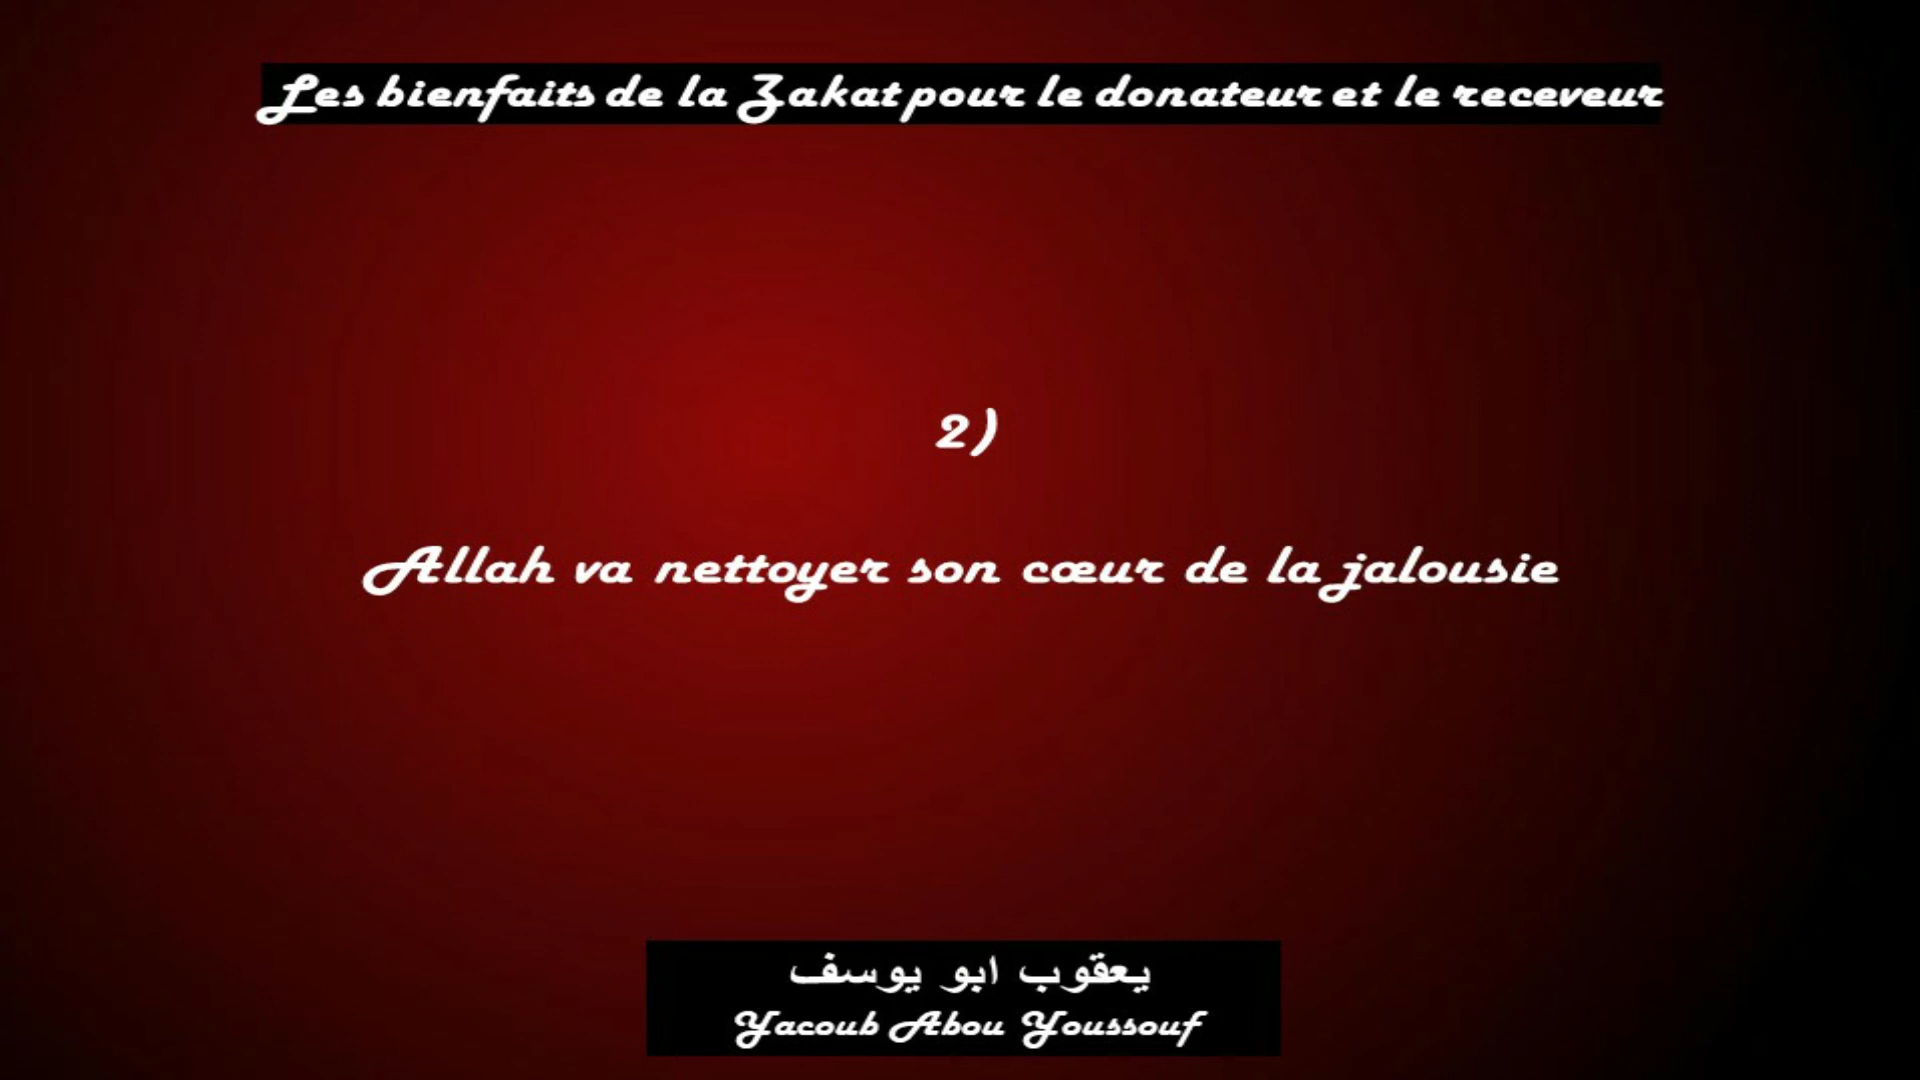 Les bienfaits de la Zakat pour le donateur et le receveur
2)
Allah va nettoyer son cœur de la jalousie
يعقوب ابو يوسف
Yacoub Abou Youssouf